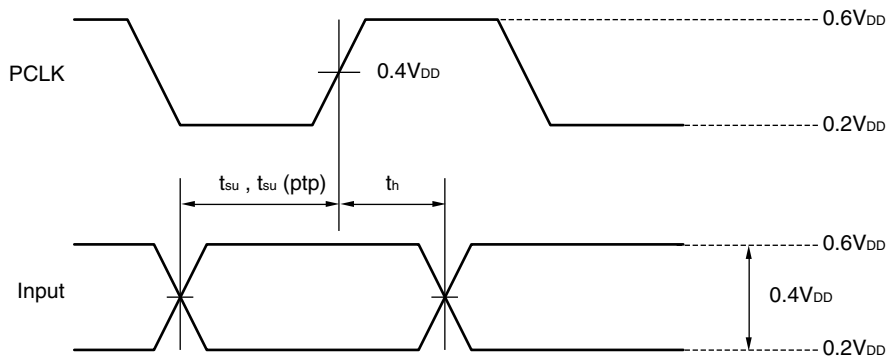 0.6VDD
PCLK
0.4VDD
0.2VDD
tsu , tsu (ptp)
th
0.6VDD
Input
0.4VDD
0.2VDD